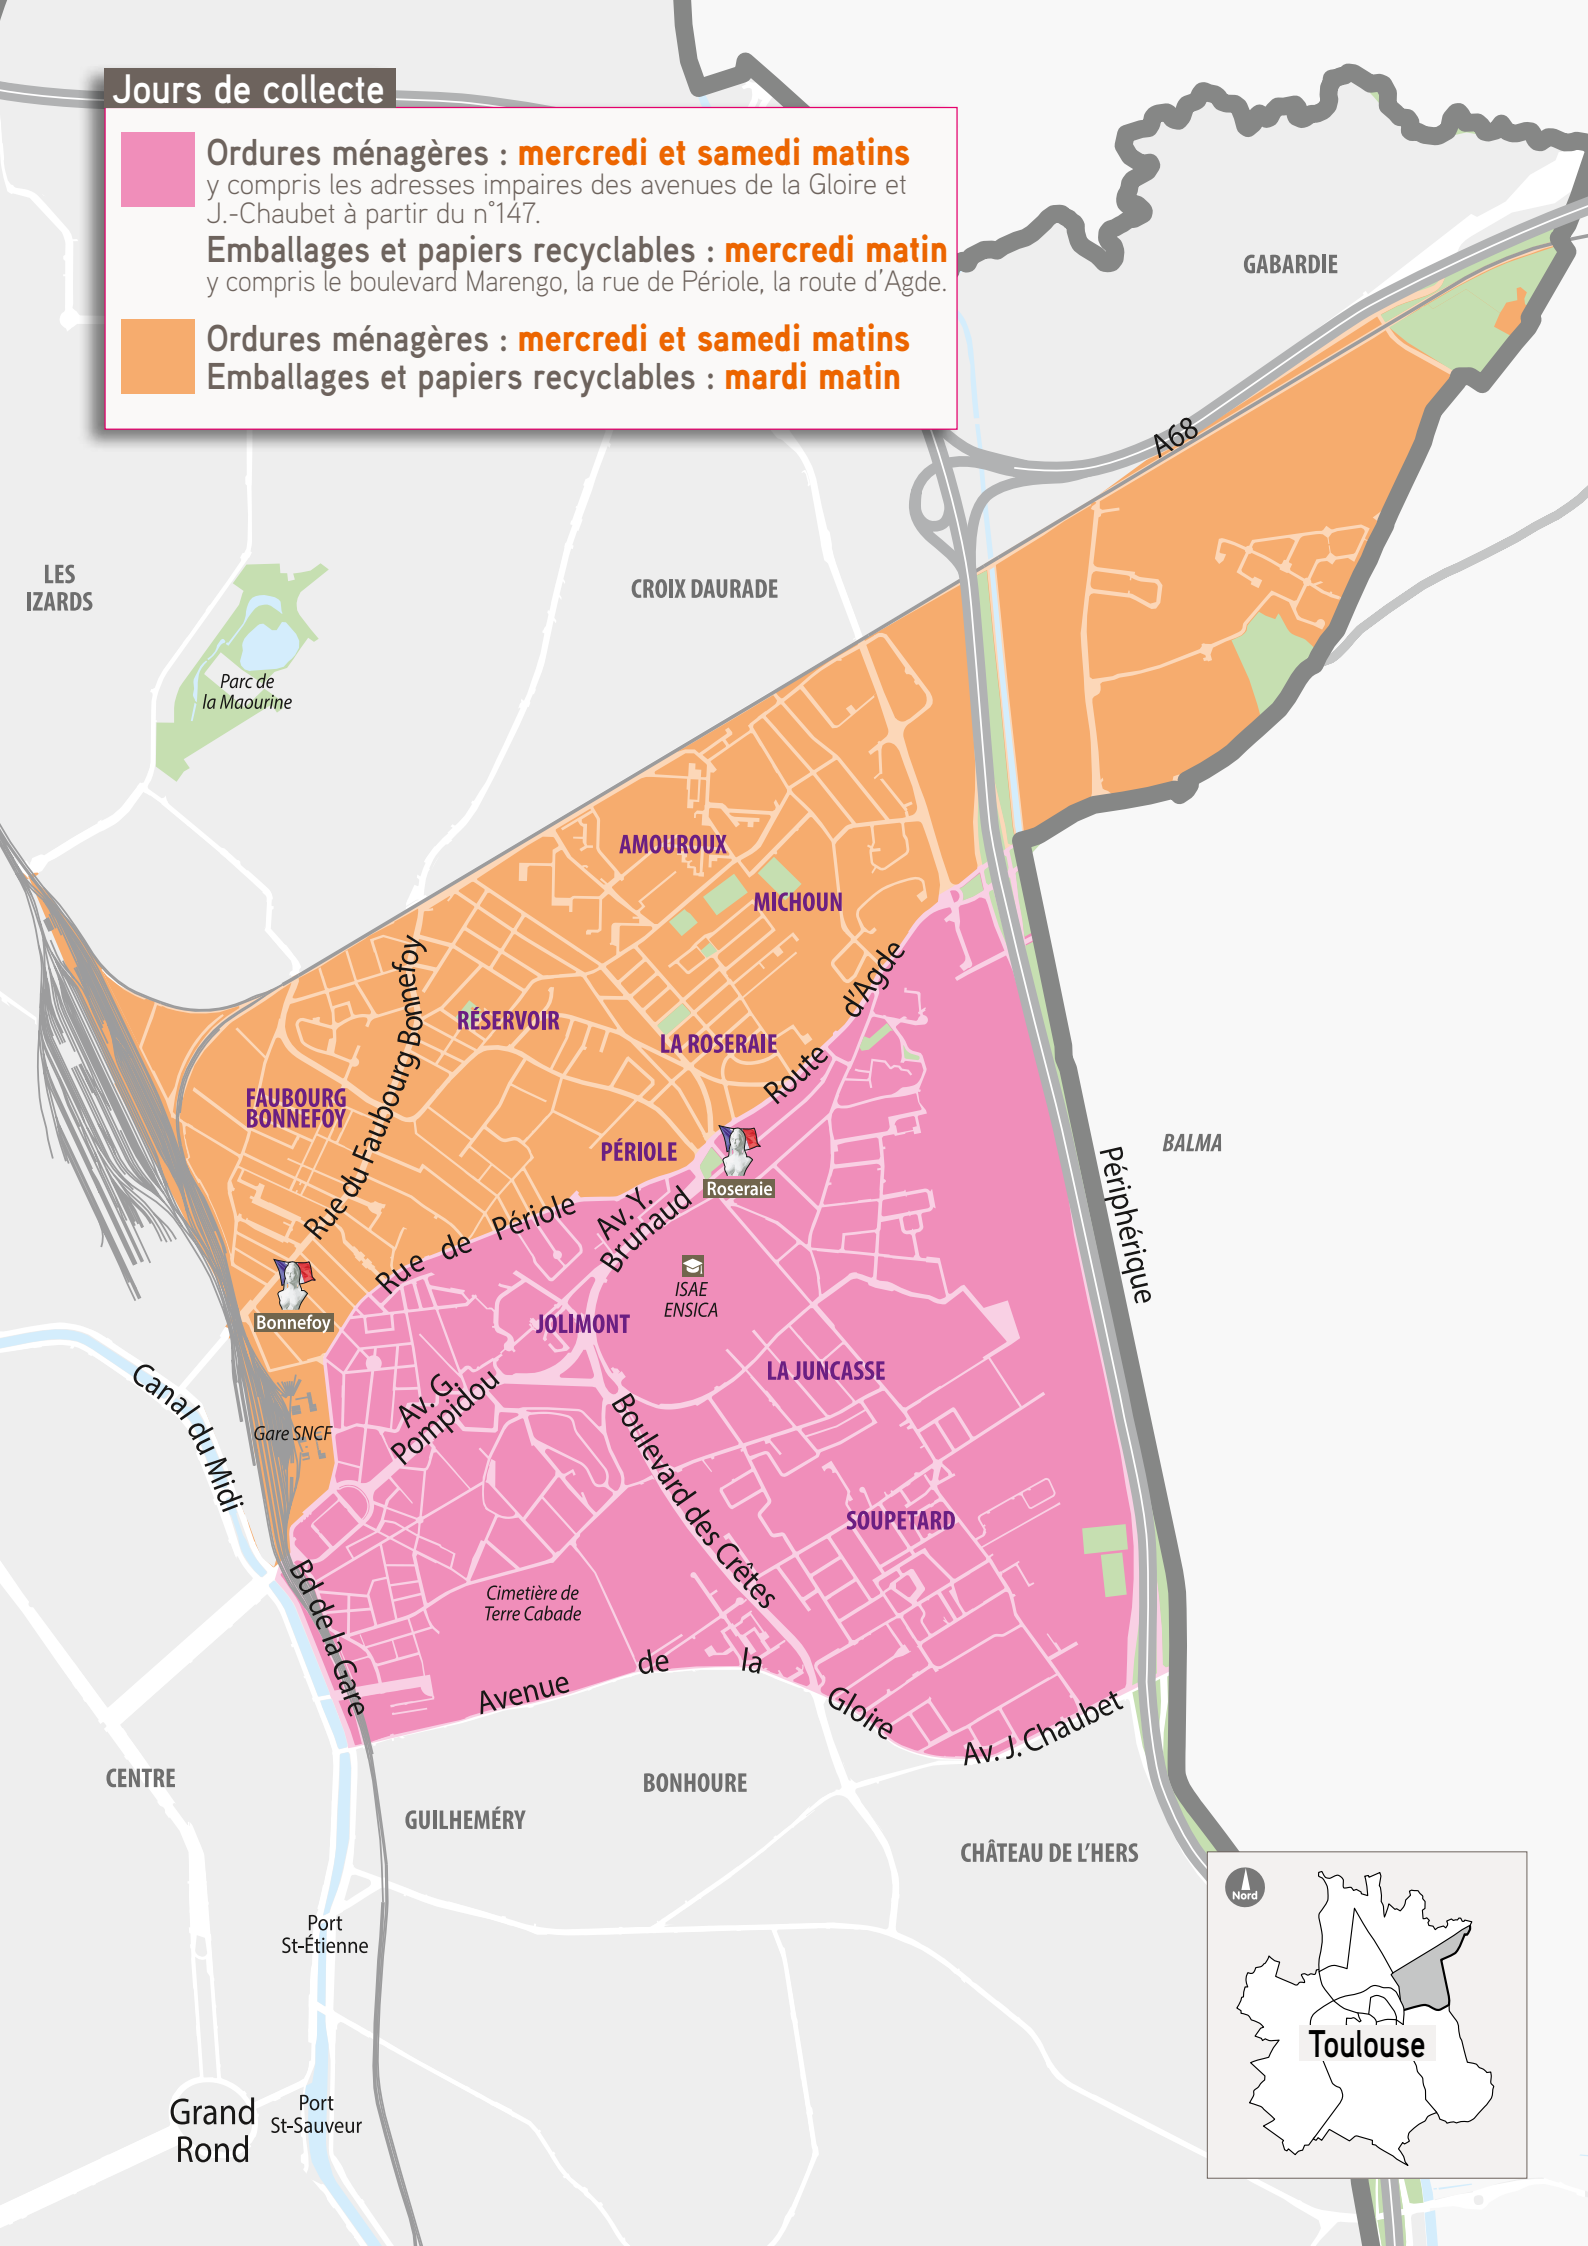 Jours de collecte
Ordures ménagères : mercredi et samedi matins
y compris les adresses impaires des avenues de la Gloire et
J.-Chaubet à partir du n°147.
Emballages et papiers recyclables : mercredi matin
y compris le boulevard Marengo, la rue de Périole, la route d'Agde.
Ordures ménagères : mercredi et samedi matins
Emballages et papiers recyclables : mardi matin
GABARDIE
A68
LES
IZARDS
CROIX DAURADE
Parc de
la Maourine
AMOUROUX
MICHOUN
Rue du Faubourg Bonnefoy
RÉSERVOIR
LA ROSERAIE
Route d'Agde
FAUBOURG
BONNEFOY
PÉRIOLE
Roseraie
BALMA
Périphérique
Rue de Périole
Av. Y.
Brunaud
ISAE
ENSICA
Bonnefoy
JOLIMONT
LA JUNCASSE
Canal du Midi
Av. G.
Pompidou
Gare SNCF
Boulevard des Crêtes
SOUPETARD
Cimetière de
Terre Cabade
Bd de la Gare
Avenue de la Gloire
Av. J. Chaubet
CENTRE
BONHOURE
GUILHEMÉRY
CHÂTEAU DE L'HERS
Nord
Port
St-Étienne
Toulouse
Grand
Rond
Port
St-Sauveur